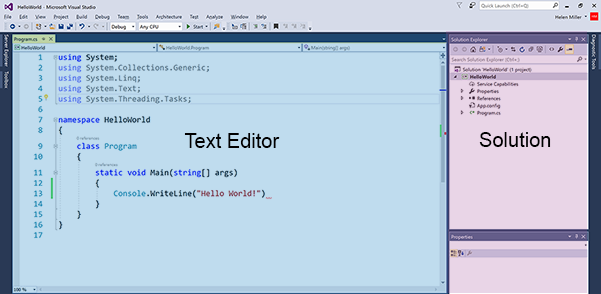 HelloWorld - Microsoft Visual Studio
Quick Launch (Ctrl+Q)
File Edit View Project Build Debug Team Tools Architecture Test Analyze Window Help
Helen Miller
Debug
Any CPU
Start
Server Explorer
Toolbox
Program.cs
HelloWorld
HelloWorld.Program
Main(string[] args)
1 using System;
2 using System.Collections.Generic;
3 using System.Linq;
4 using System.Text;
5 using System.Threading.Tasks;
6
7 namespace HelloWorld
8 {
0 references
9 class Program
10 {
0 references
11 static void Main(string[] args)
12 {
13 Console.WriteLine("Hello World!")
14 }
15 }
16 }
17
100 %
Text Editor
Solution Explorer
Search Solution Explorer (Ctrl+;)
Solution 'HelloWorld' (1 project)
HelloWorld
Service Capabilities
Properties
References
App.config
Program.cs
Solution
Properties
Diagnostic Tools